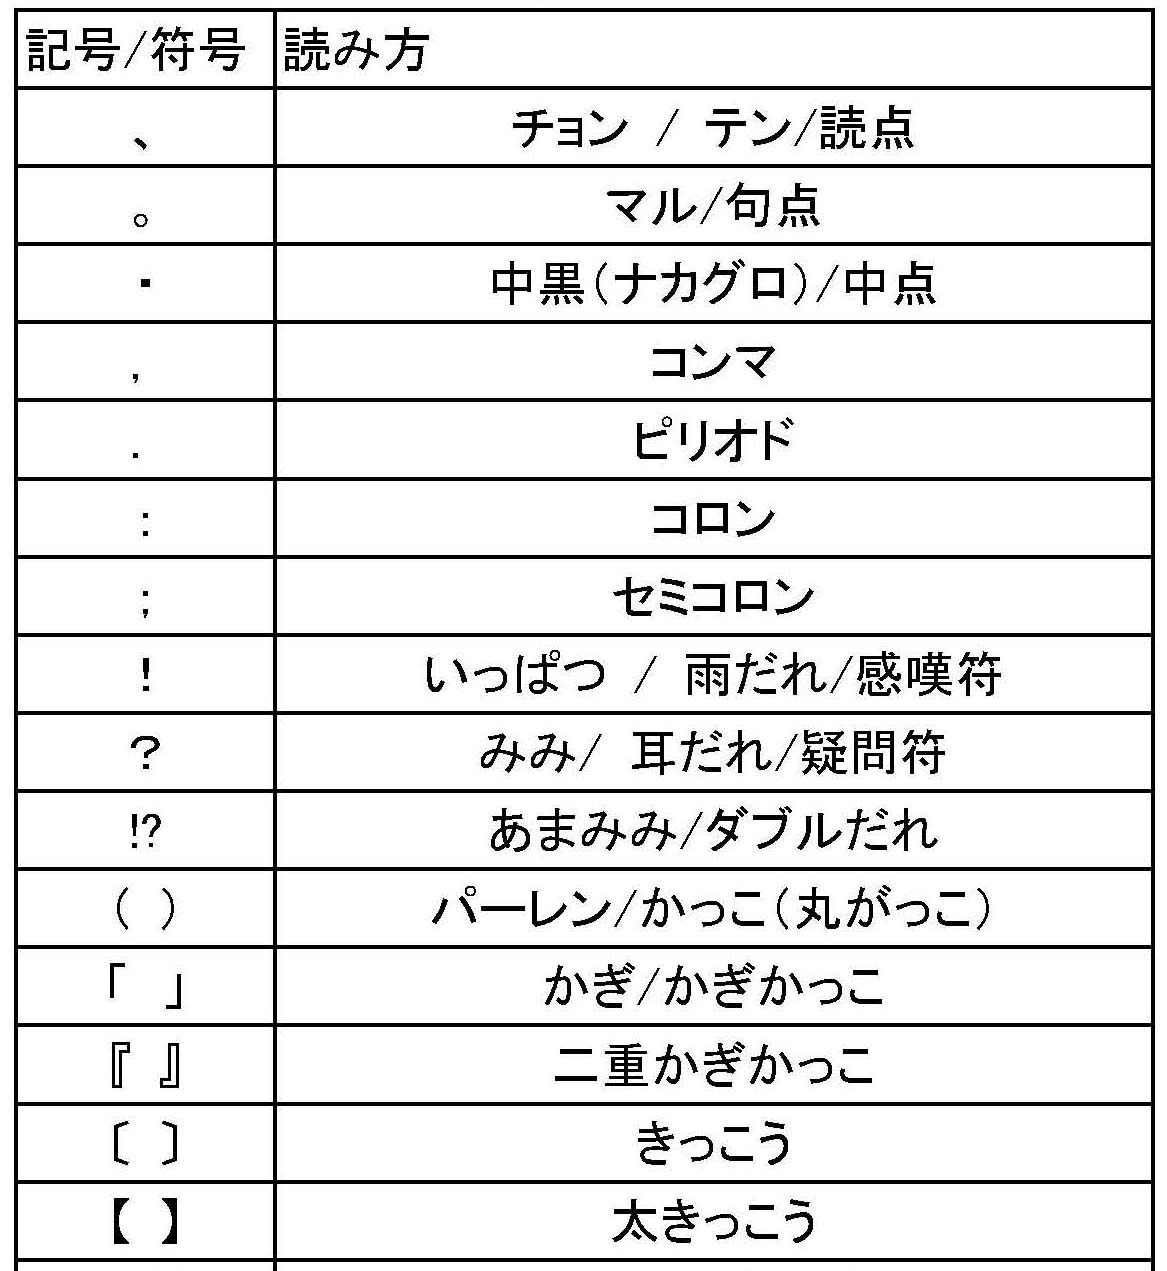 記号/符号 読み方
、 チョン / テン/読点
。 マル/句点
・ 中黒(ナカグロ)/中点
, コンマ
. ピリオド
: コロン
; セミコロン
! いっぱつ / 雨だれ/感嘆符
? みみ/ 耳だれ/疑問符
!? あまみみ/ダブルだれ
( ) パーレン/かっこ(丸がっこ)
「 」 かぎ/かぎかっこ
『 』 二重かぎかっこ
〔 〕 きっこう
【 】 太きっこう